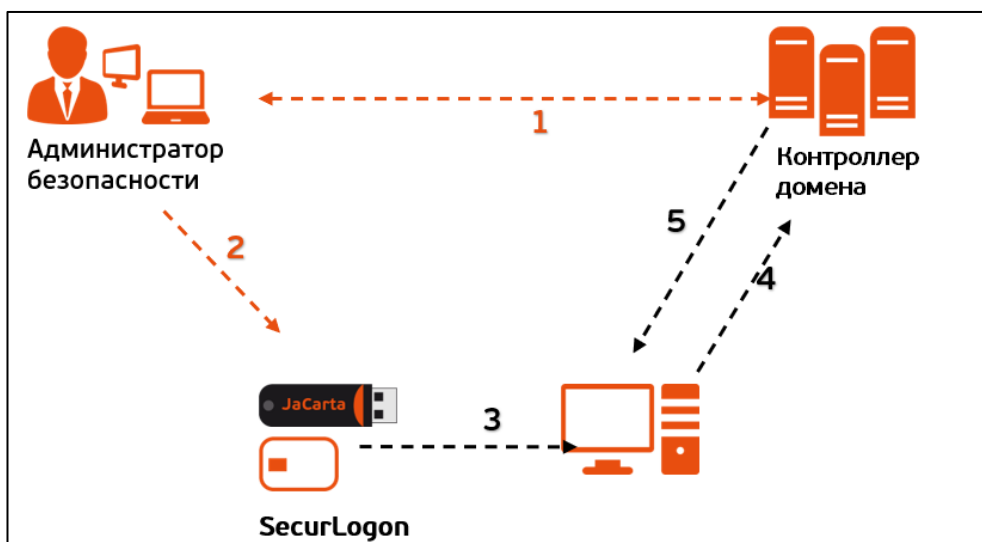 1
Администратор
безопасности
Контроллер
домена
2
5
4
JaCarta
3
SecurLogon